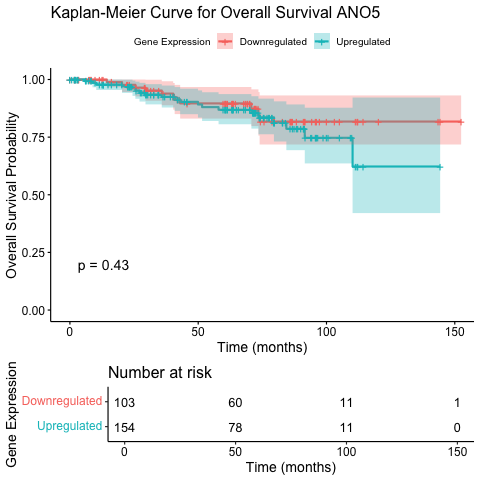 Kaplan-Meier Curve for Overall Survival ANO5
Gene Expression Downregulated Upregulated
Overall Survival Probability
1.00
0.75
0.50
0.25
0.00
p = 0.43
0 50 100 150
Time (months)
Number at risk
Gene Expression
Downregulated 103 60 11 1
Upregulated 154 78 11 0
0 50 100 150
Time (months)